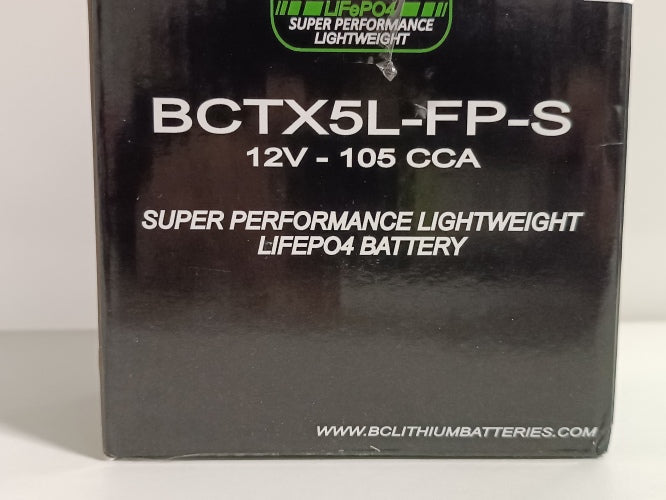 LiFePO4
SUPER PERFORMANCE
LIGHTWEIGHT
BCTX5L-FP-S
12V - 105 CCA
SUPER PERFORMANCE LIGHTWEIGHT
LIFEPO4 BATTERY
WWW.BCLITHIUMBATTERIES.COM